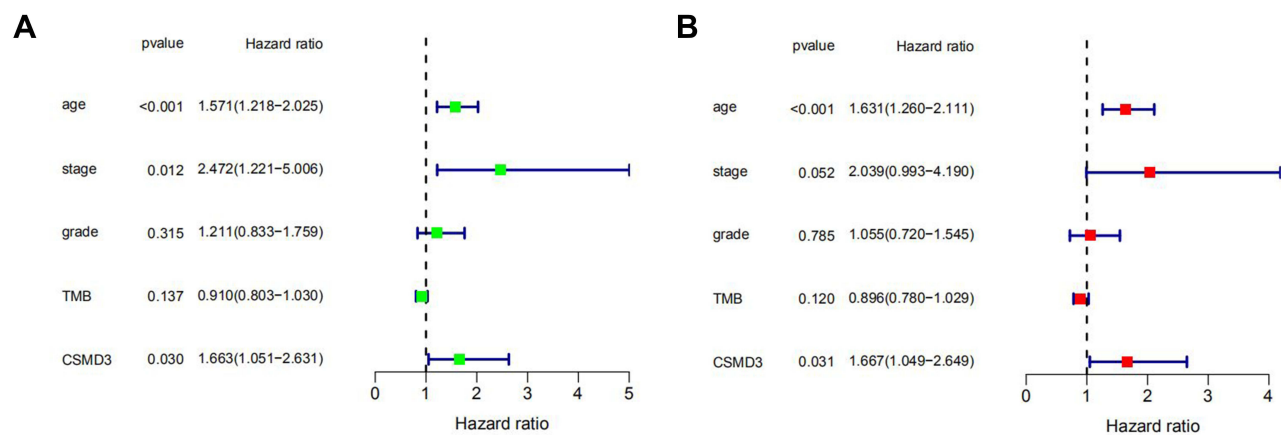 A
pvalue Hazard ratio
age <0.001 1.571(1.218−2.025)
stage 0.012 2.472(1.221−5.006)
grade 0.315 1.211(0.833−1.759)
TMB 0.137 0.910(0.803−1.030)
CSMD3 0.030 1.663(1.051−2.631)
0 1 2 3 4 5
Hazard ratio
B
pvalue Hazard ratio
age <0.001 1.631(1.260−2.111)
stage 0.052 2.039(0.993−4.190)
grade 0.785 1.055(0.720−1.545)
TMB 0.120 0.896(0.780−1.029)
CSMD3 0.031 1.667(1.049−2.649)
0 1 2 3 4
Hazard ratio